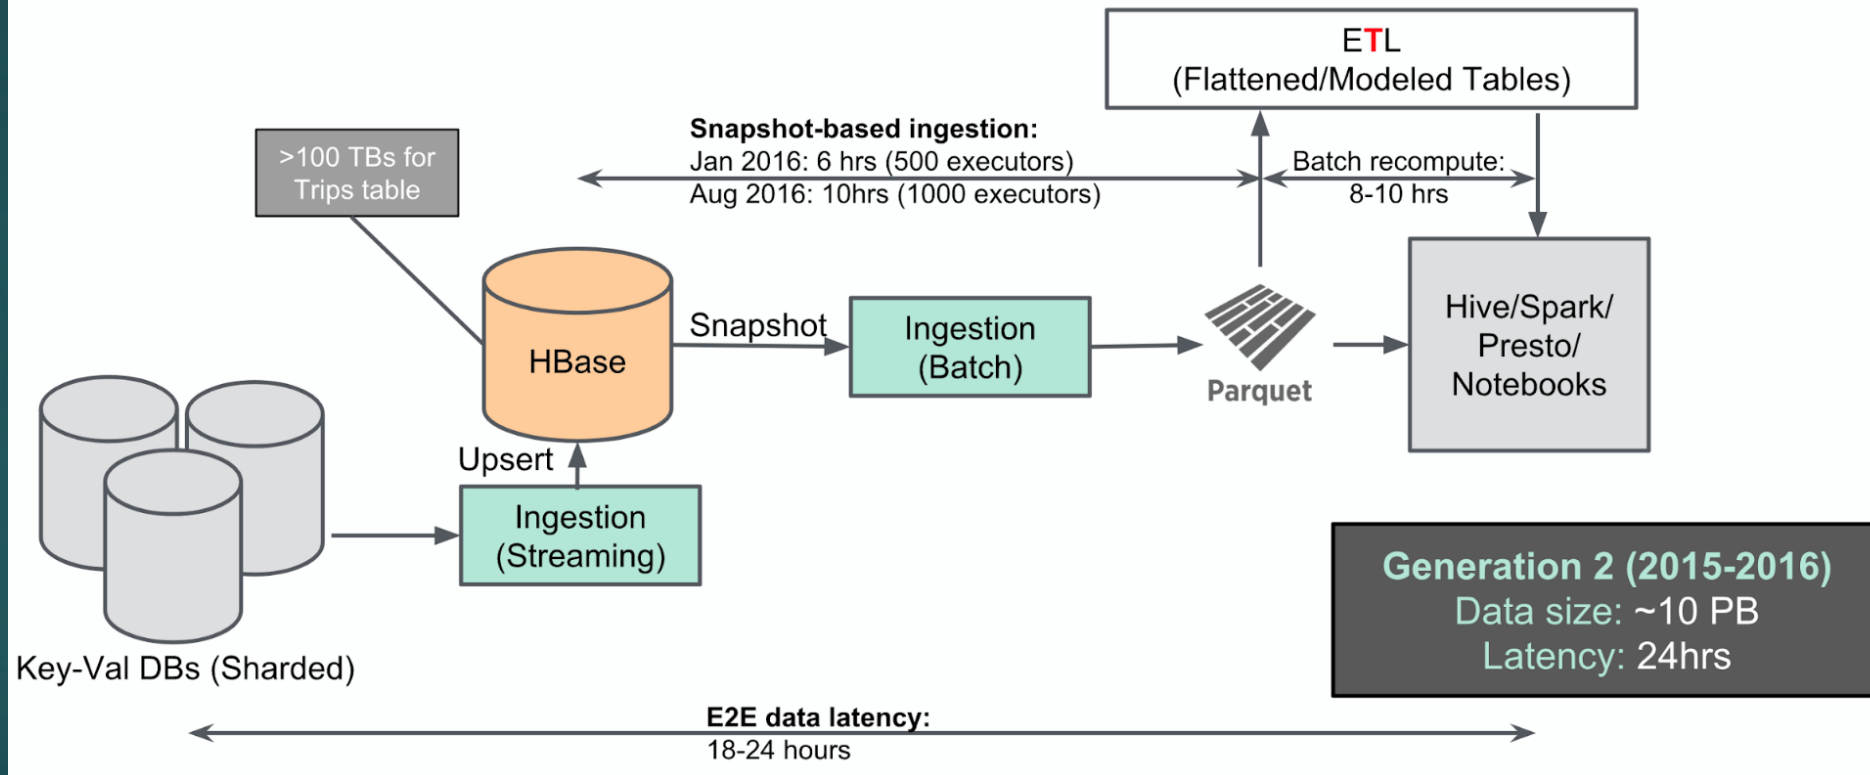 ETL
(Flattened/Modeled Tables)
Snapshot-based ingestion:
Jan 2016: 6 hrs (500 executors)
Aug 2016: 10hrs (1000 executors)
Batch recompute:
8-10 hrs
>100 TBs for
Trips table
HBase
Snapshot
Ingestion
(Batch)
Parquet
Hive/Spark/
Presto/
Notebooks
Upsert
Ingestion
(Streaming)
Key-Val DBs (Sharded)
Generation 2 (2015-2016)
Data size: ~10 PB
Latency: 24hrs
E2E data latency:
18-24 hours